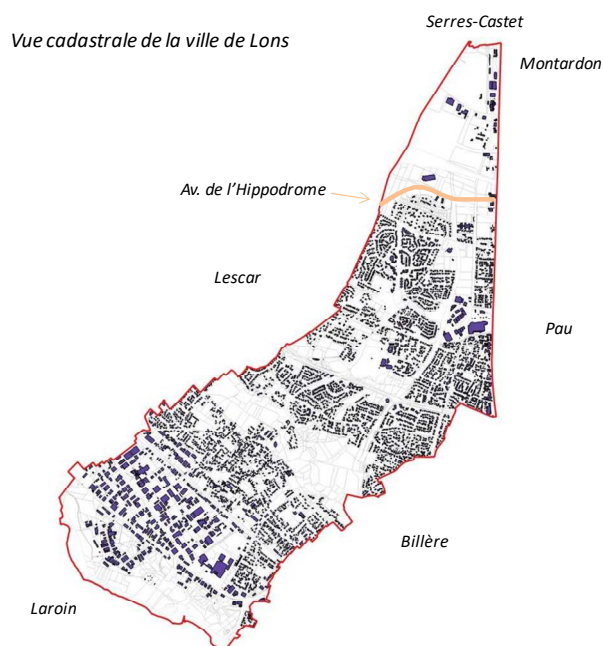 Serres-Castet
Vue cadastrale de la ville de Lons
Montardon
Av. de l’Hippodrome
Lescar
Pau
Billère
Laroin